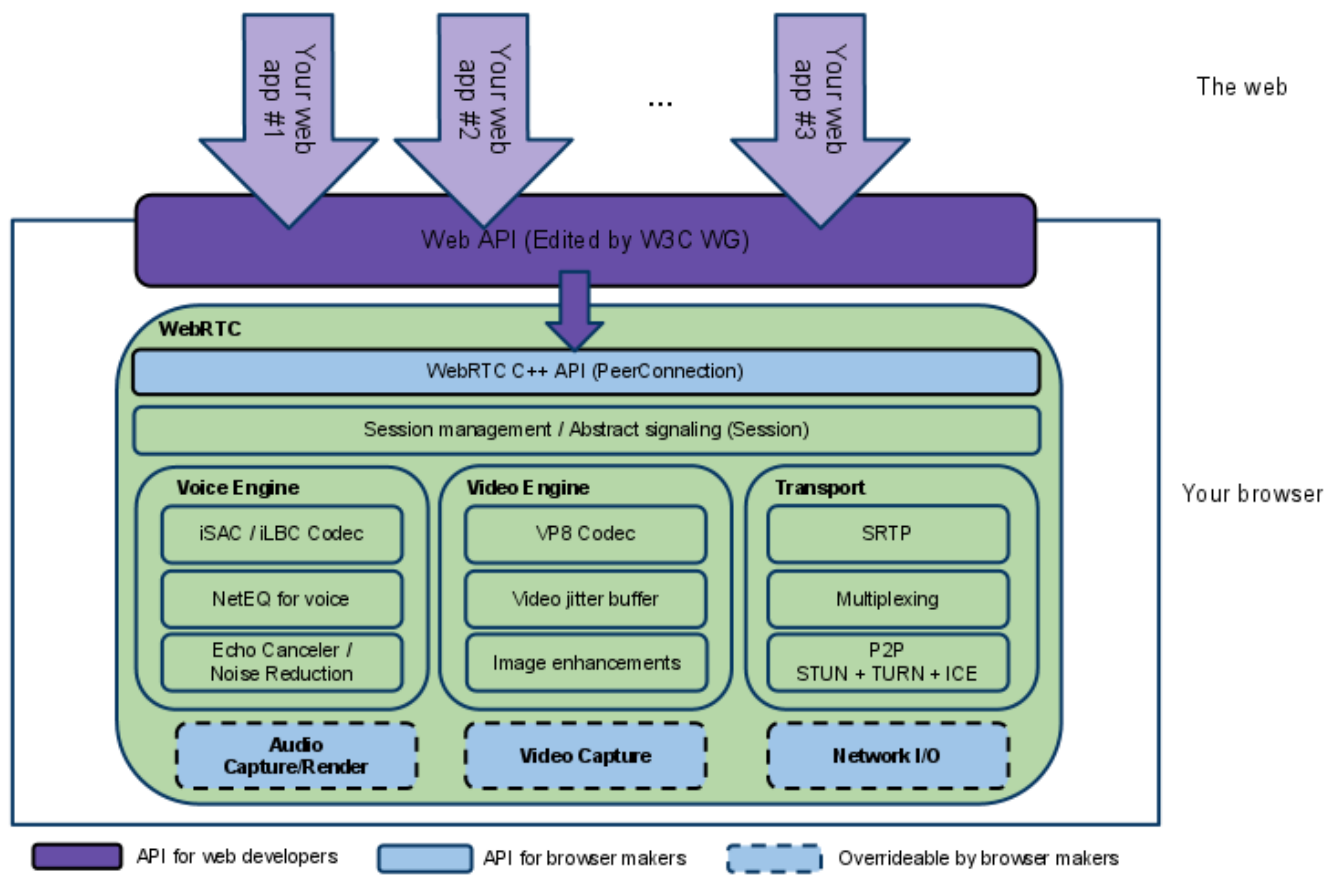 Your web
app #1
Your web
app #2
...
Your web
app #3
The web
Web API (Edited by W3C WG)
WebRTC
WebRTC C++ API (PeerConnection)
Session management / Abstract signaling (Session)
Your browser
Voice Engine
iSAC / iLBC Codec
NetEQ for voice
Echo Canceler /
Noise Reduction
Video Engine
VP8 Codec
Video jitter buffer
Image enhancements
Transport
SRTP
Multiplexing
P2P
STUN + TURN + ICE
Audio
Capture/Render
Video Capture
Network I/O
API for web developers
API for browser makers
Overrideable by browser makers